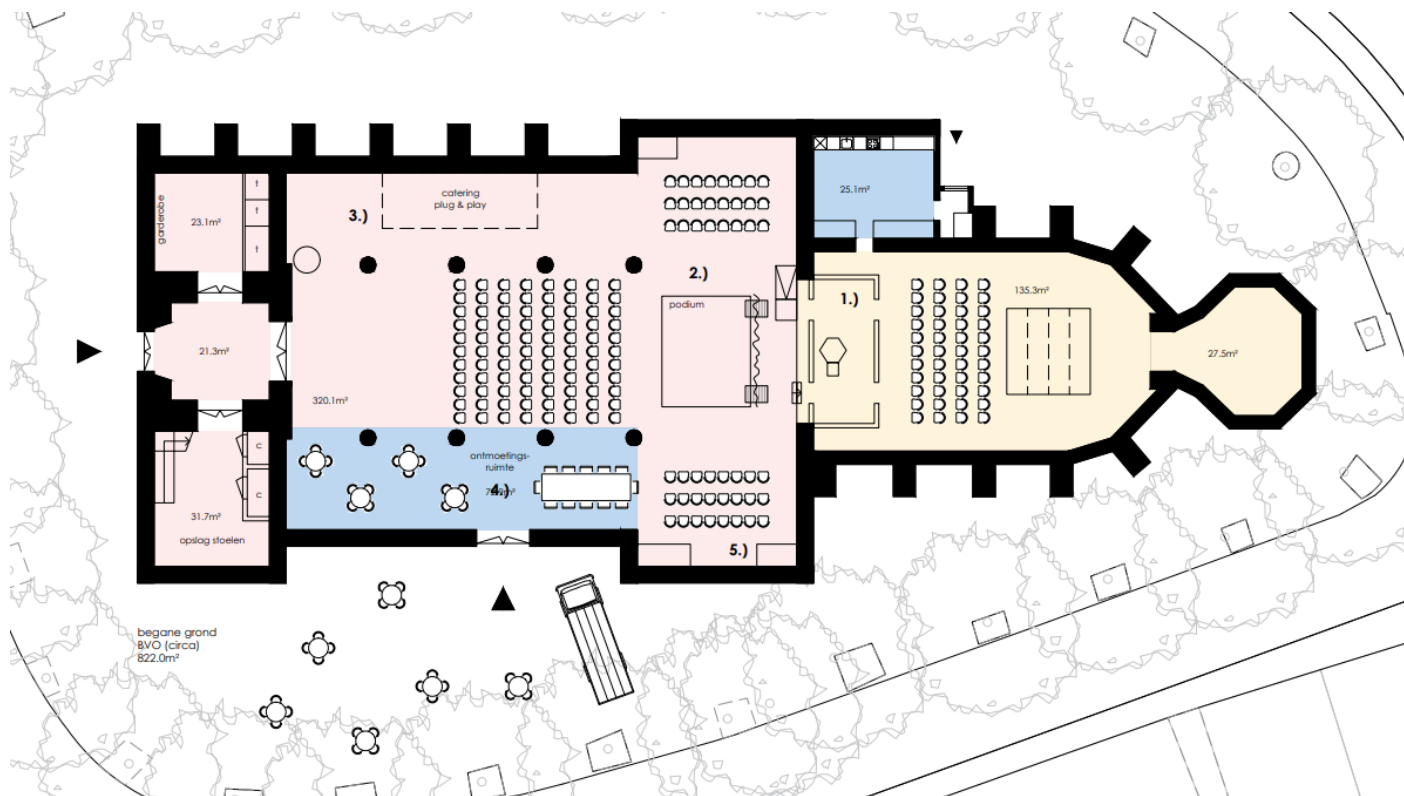 catering
plug & play
3.)
garderobe
23.1m²
t
t
t
25.1m²
2.)
podium
1.)
135.3m²
21.3m²
27.5m²
320.1m²
ontmoetings-
ruimte
4.)
c
c
31.7m²
opslag stoelen
5.)
begane grond
BVO (circa)
822.0m²